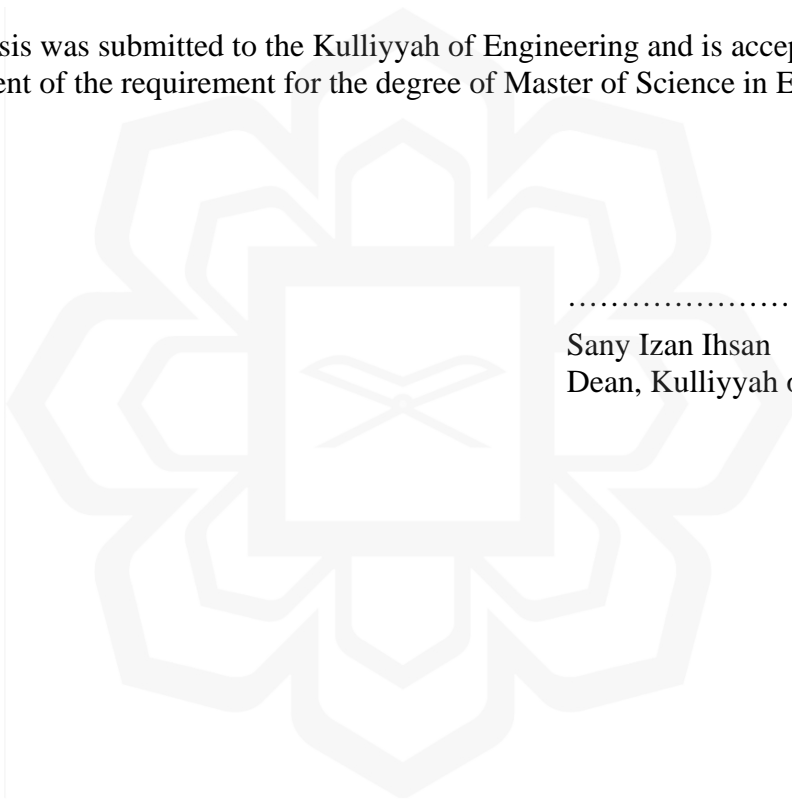 sis was submitted to the Kulliyyah of Engineering and is accep
ent of the requirement for the degree of Master of Science in E
…………………
Sany Izan Ihsan
Dean, Kulliyyah o